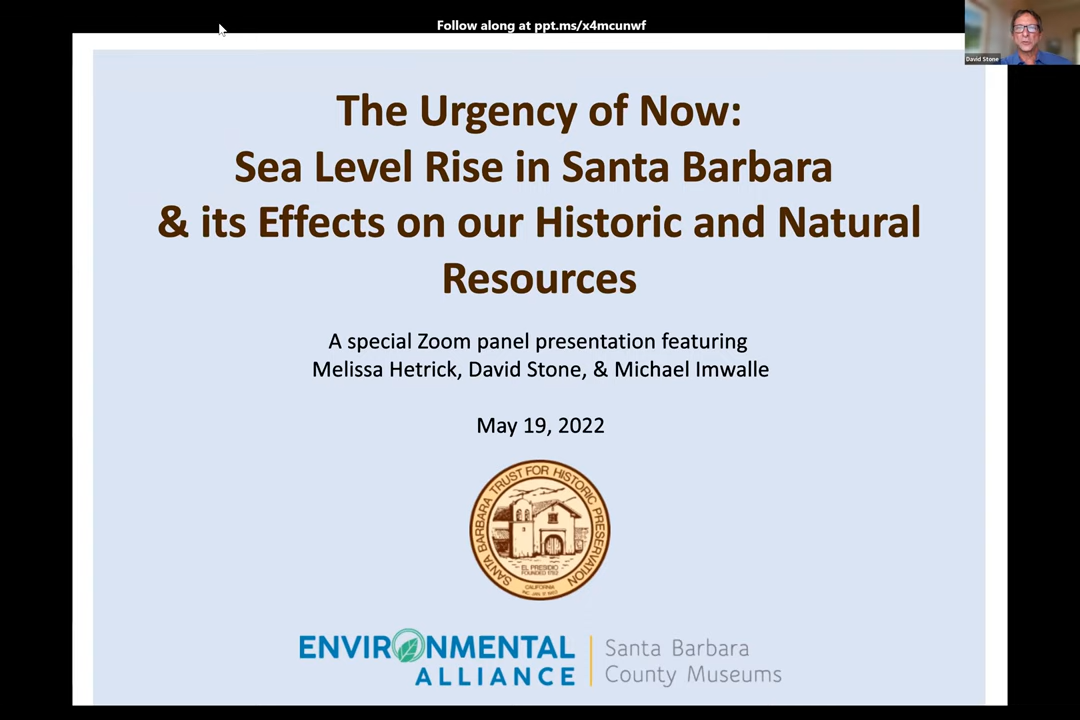 Follow along at ppt.ms/x4mcunwf
David Stone
The Urgency of Now:
Sea Level Rise in Santa Barbara
& its Effects on our Historic and Natural
Resources
A special Zoom panel presentation featuring
Melissa Hetrick, David Stone, & Michael Imwalle
May 19, 2022
SANTA BARBARA TRUST FOR HISTORIC PRESERVATION
EL PRESIDIO
CALIFORNIA
ENVIRONMENTAL
ALLIANCE
Santa Barbara
County Museums